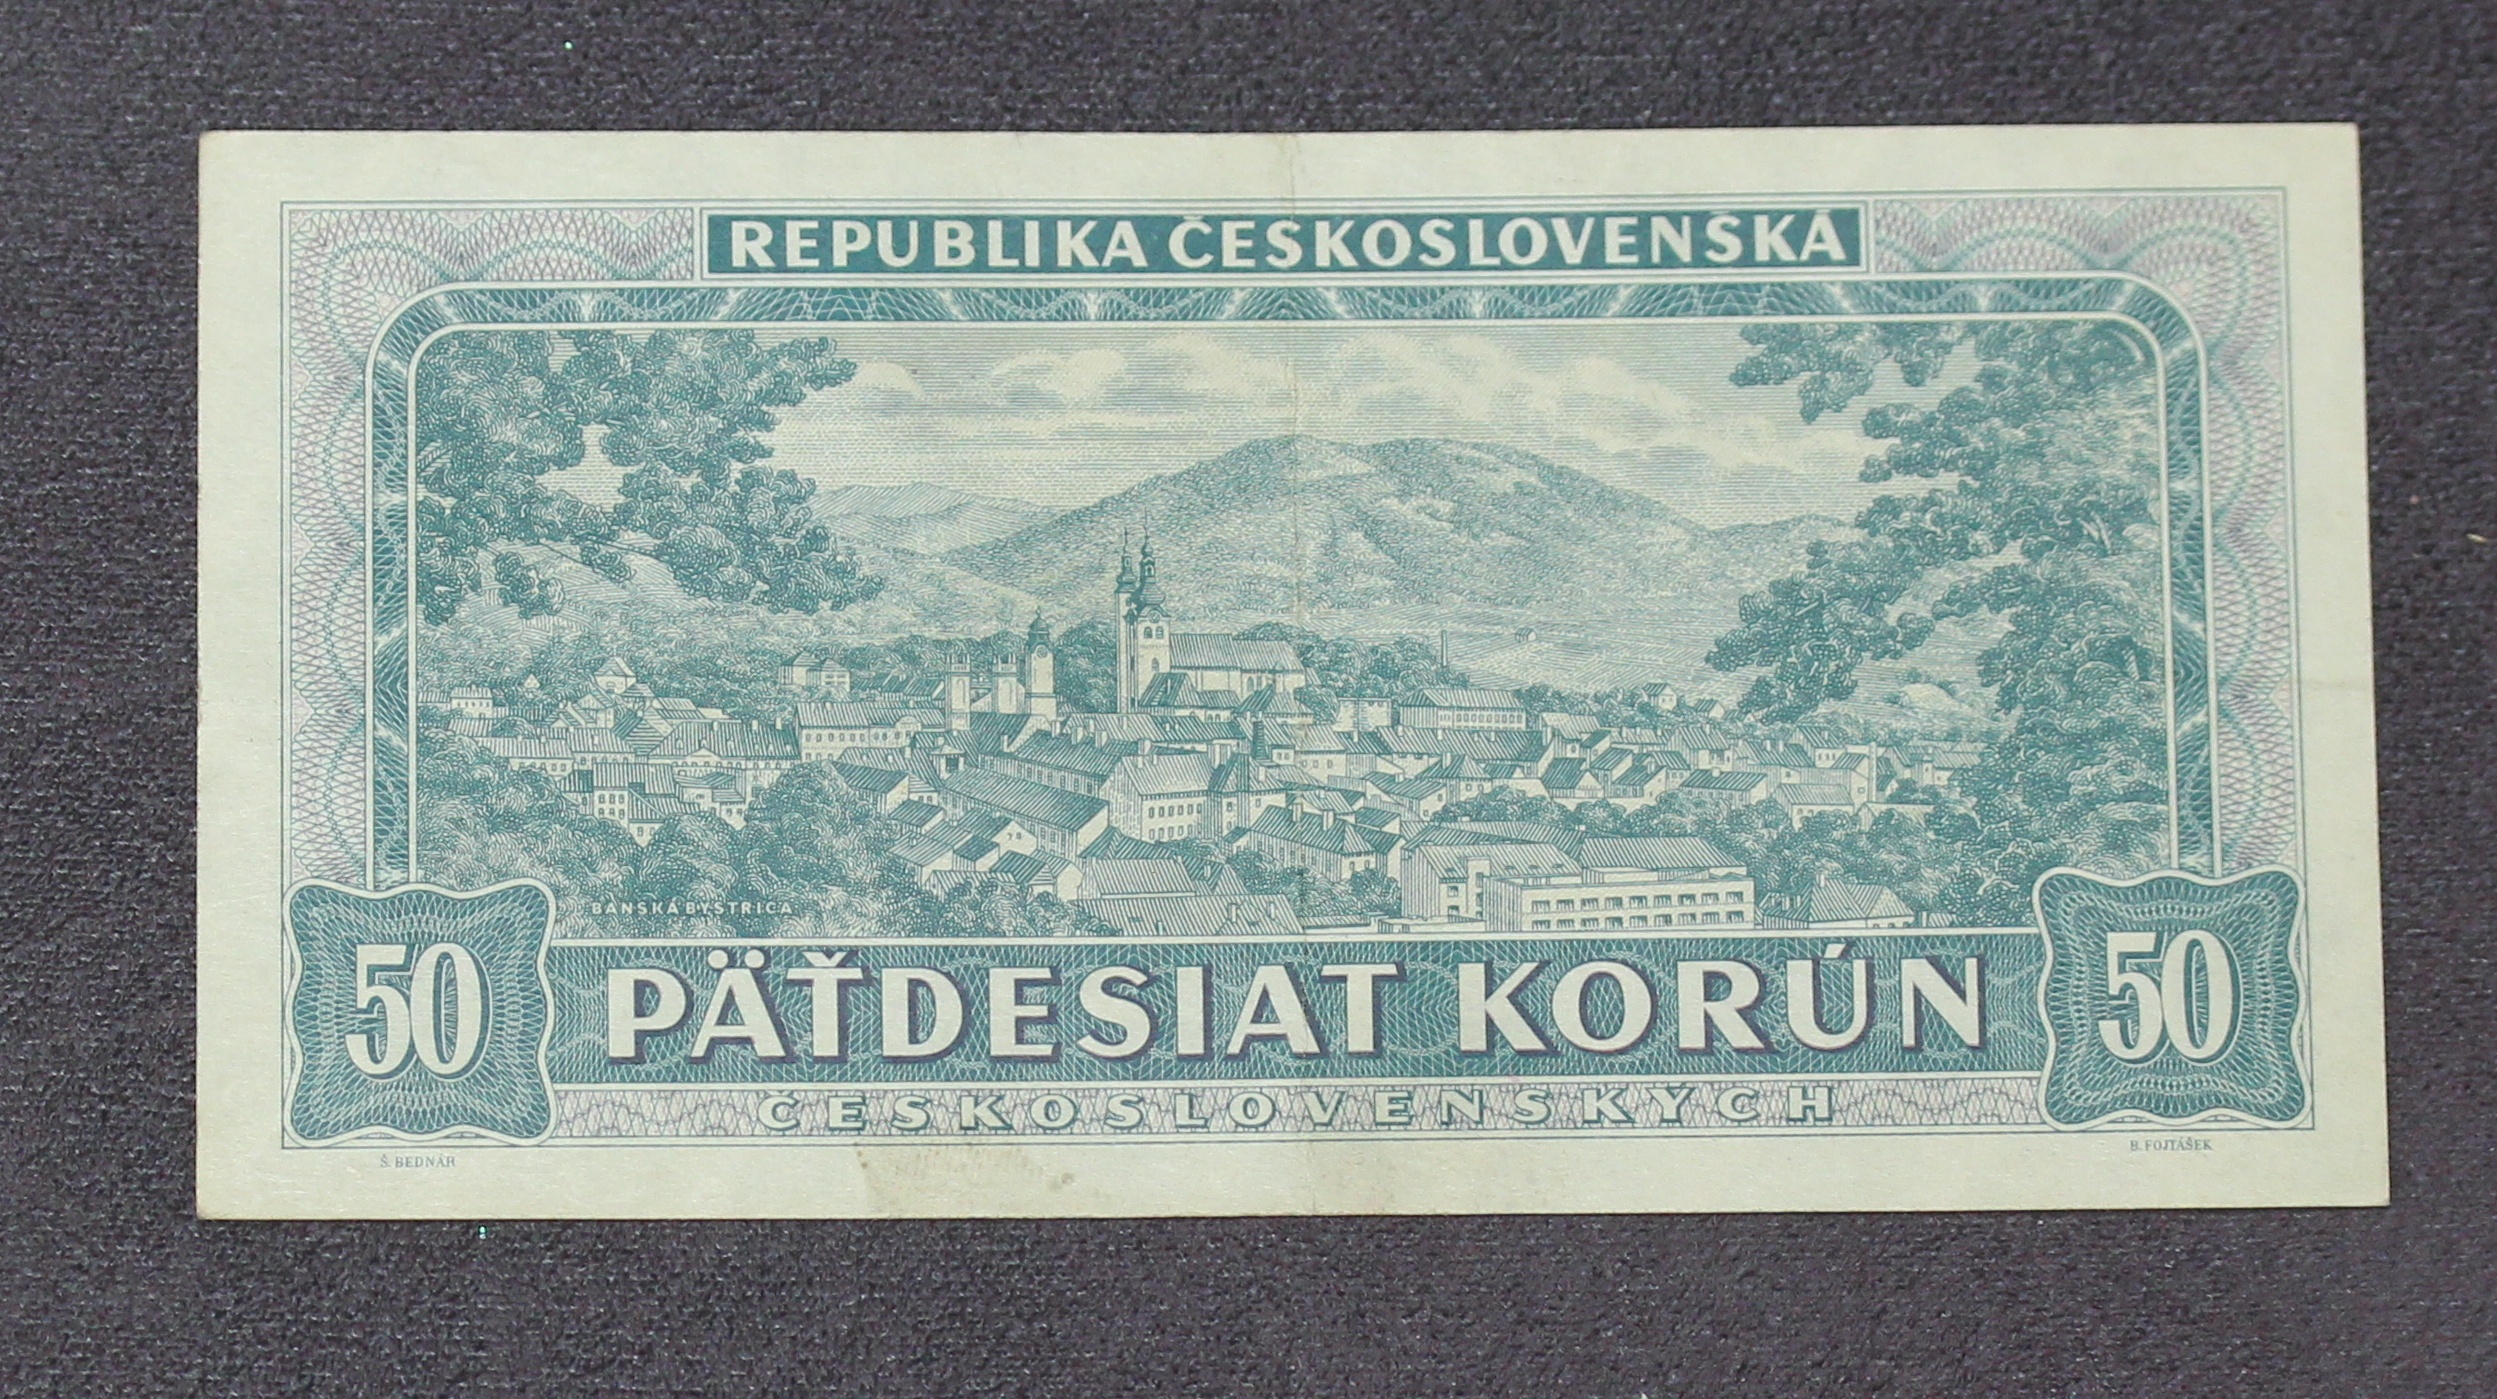 REPUBLIKA ČESKOSLOVENSKÁ
BANSKÁ BYSTRICA
50 PÄŤDESIAT KORÚN 50
ČESKOSLOVENSKÝCH
Š. BEDNÁR B. FOJTÁŠEK